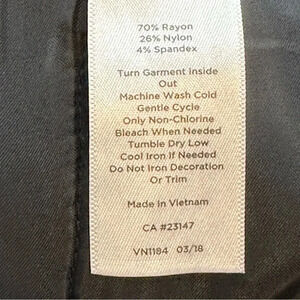 70% Rayon
26% Nylon
4% Spandex
Turn Garment Inside
Out
Machine Wash Cold
Gentle Cycle
Only Non-Chlorine
Bleach When Needed
Tumble Dry Low
Cool Iron If Needed
Do Not Iron Decoration
Or Trim
Made in Vietnam
CA #23147
VN1184 03/18